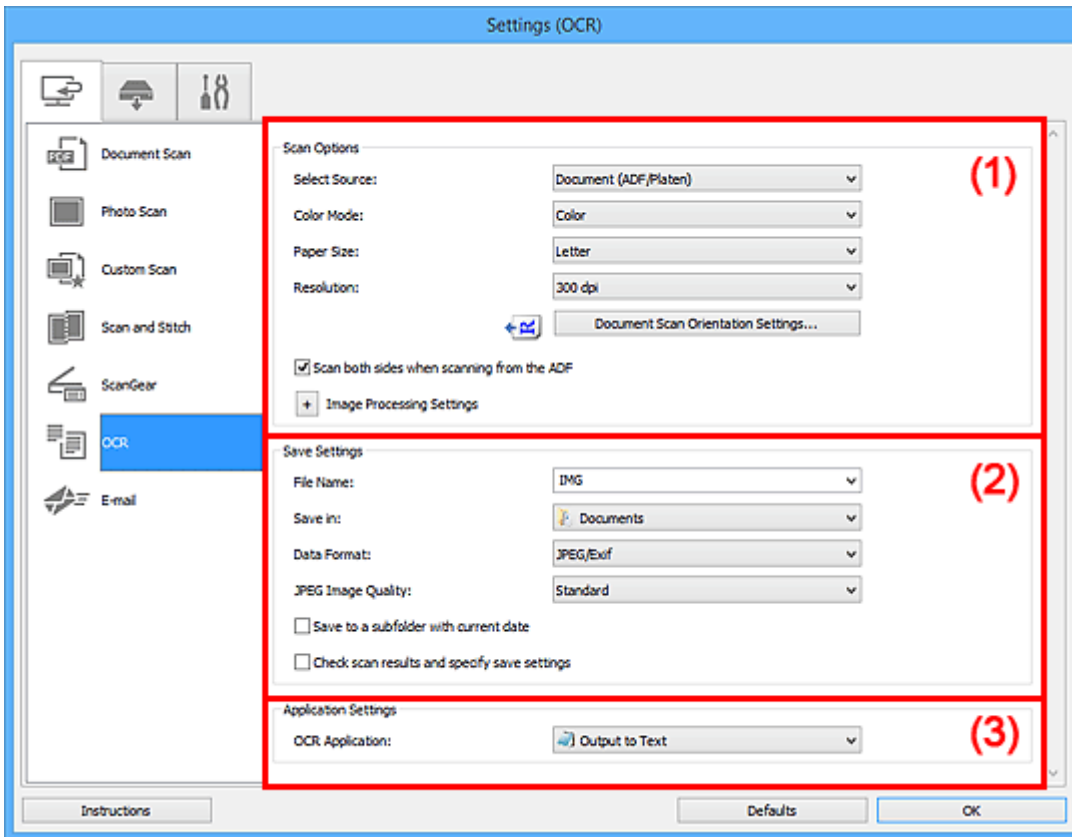 Settings (OCR)
Document Scan
Photo Scan
Custom Scan
Scan and Stitch
ScanGear
OCR
E-mail
Scan Options
(1)
Select Source: Document (ADF/Platen)
Color Mode: Color
Paper Size: Letter
Resolution: 300 dpi
Document Scan Orientation Settings...
Scan both sides when scanning from the ADF
+ Image Processing Settings
Save Settings
(2)
File Name: IMG
Save in: Documents
Data Format: JPEG/Exif
JPEG Image Quality: Standard
Save to a subfolder with current date
Check scan results and specify save settings
Application Settings
(3)
OCR Application: Output to Text
Instructions Defaults OK